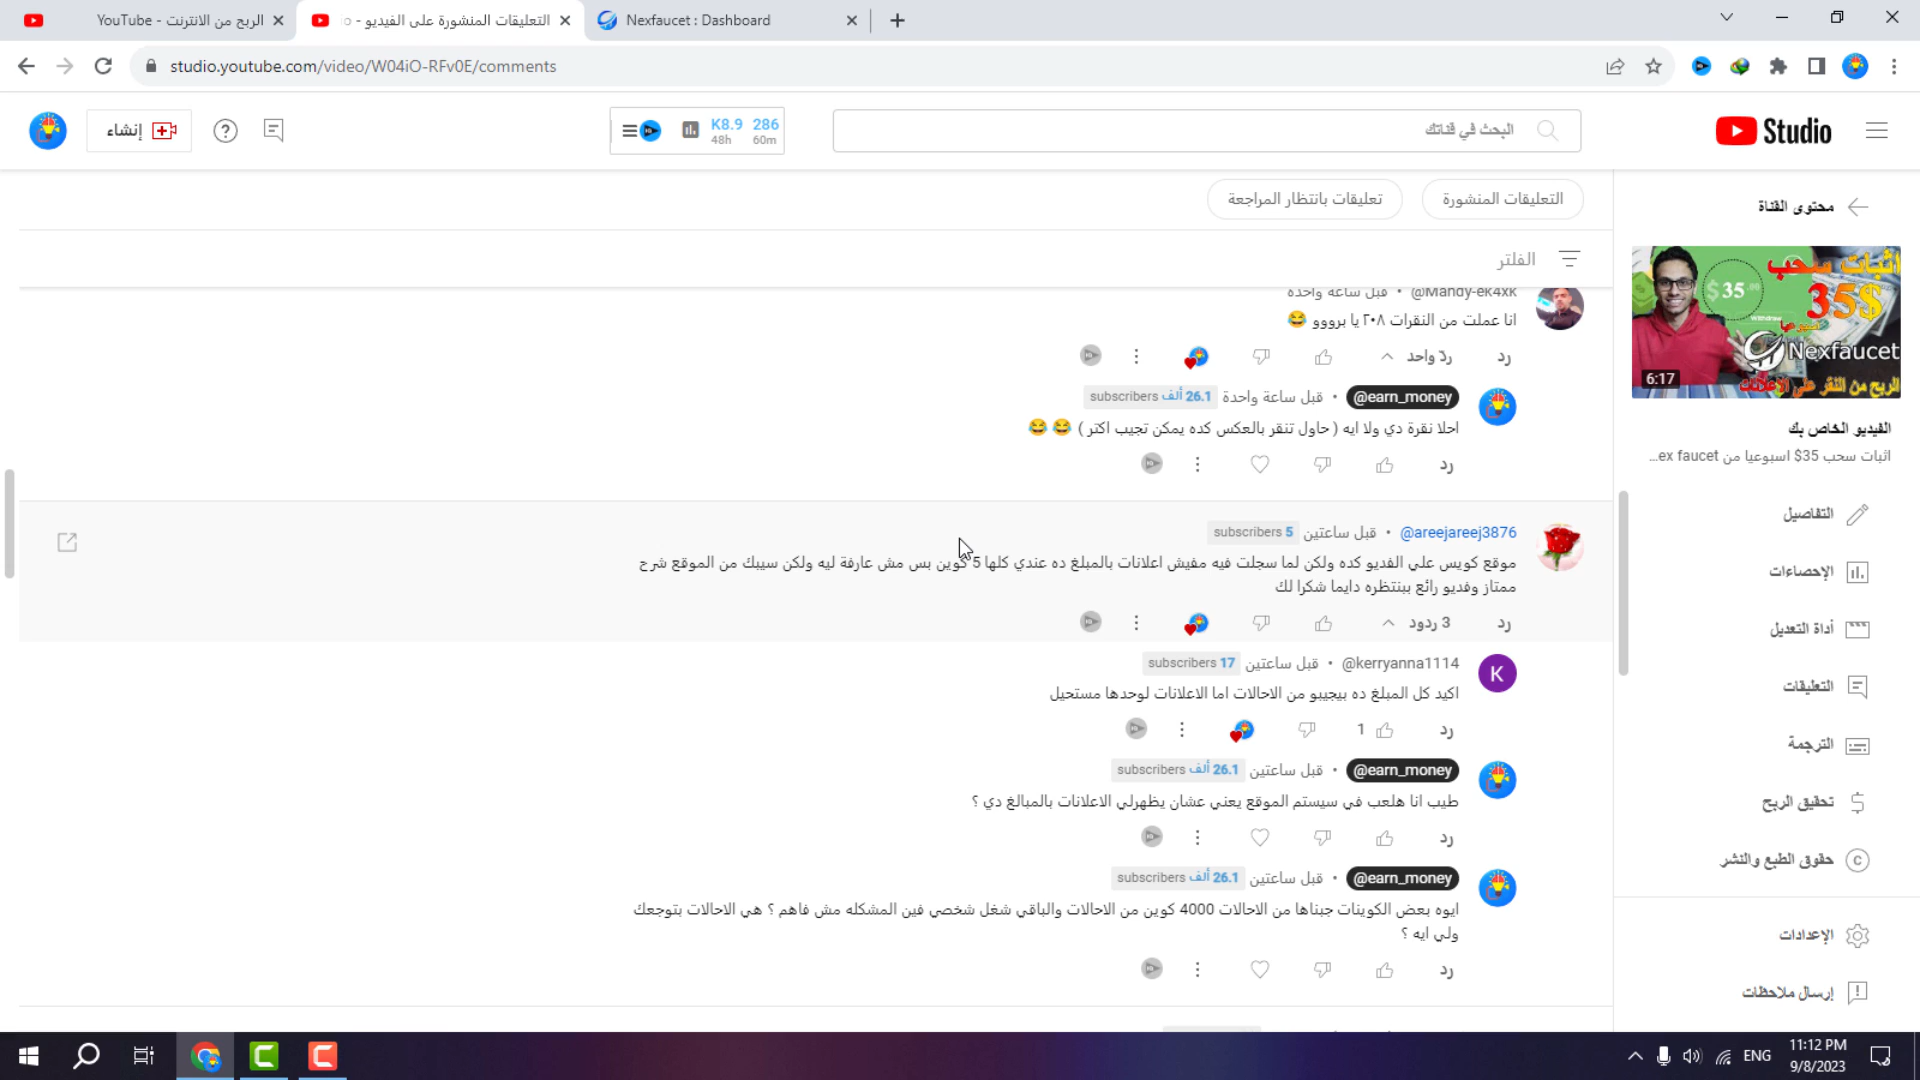 الربح من الانترنت - YouTube
التعليقات المنشورة على الفيديو -
Nexfaucet : Dashboard
studio.youtube.com/video/W04iO-RFv0E/comments
إنشاء
K8.9 286
48h 60m
البحث في قناتك
Studio
التعليقات المنشورة
تعليقات بانتظار المراجعة
الفلتر
محتوى القناة
اثبات سحب
35$
$ 35
Withdraw
اسبوعيا
Nexfaucet
الربح من النقر على الاعلانات
6:17
الفيديو الخاص بك
اثبات سحب 35$ اسبوعيا من ex faucet...
التفاصيل
الإحصاءات
أداة التعديل
التعليقات
الترجمة
تحقيق الربح
حقوق الطبع والنشر
الإعدادات
إرسال ملاحظات
@Mandy-ek4xk • قبل ساعة واحدة
انا عملت من النقرات ٢٠٨ يا برووو 😂
رد
ردّ واحد
@earn_money • قبل ساعة واحدة 26.1 ألف subscribers
احلا نقرة دي ولا ايه ( حاول تنقر بالعكس كده يمكن تجيب اكتر ) 😂 😂
رد
@areejareej3876 • قبل ساعتين 5 subscribers
موقع كويس علي الفديو كده ولكن لما سجلت فيه مفيش اعلانات بالمبلغ ده عندي كلها 5 كوين بس مش عارفة ليه ولكن سيبك من الموقع شرح
ممتاز وفديو رائع ببنتظره دايما شكرا لك
رد
3 ردود
K
@kerryanna1114 • قبل ساعتين 17 subscribers
اكيد كل المبلغ ده بيجيبو من الاحالات اما الاعلانات لوحدها مستحيل
رد
1
@earn_money • قبل ساعتين 26.1 ألف subscribers
طيب انا هلعب في سيستم الموقع يعني عشان يظهرلي الاعلانات بالمبالغ دي ؟
رد
@earn_money • قبل ساعتين 26.1 ألف subscribers
ايوه بعض الكوينات جبناها من الاحالات 4000 كوين من الاحالات والباقي شغل شخصي فين المشكله مش فاهم ؟ هي الاحالات بتوجعك
ولي ايه ؟
رد
ENG
11:12 PM
9/8/2023